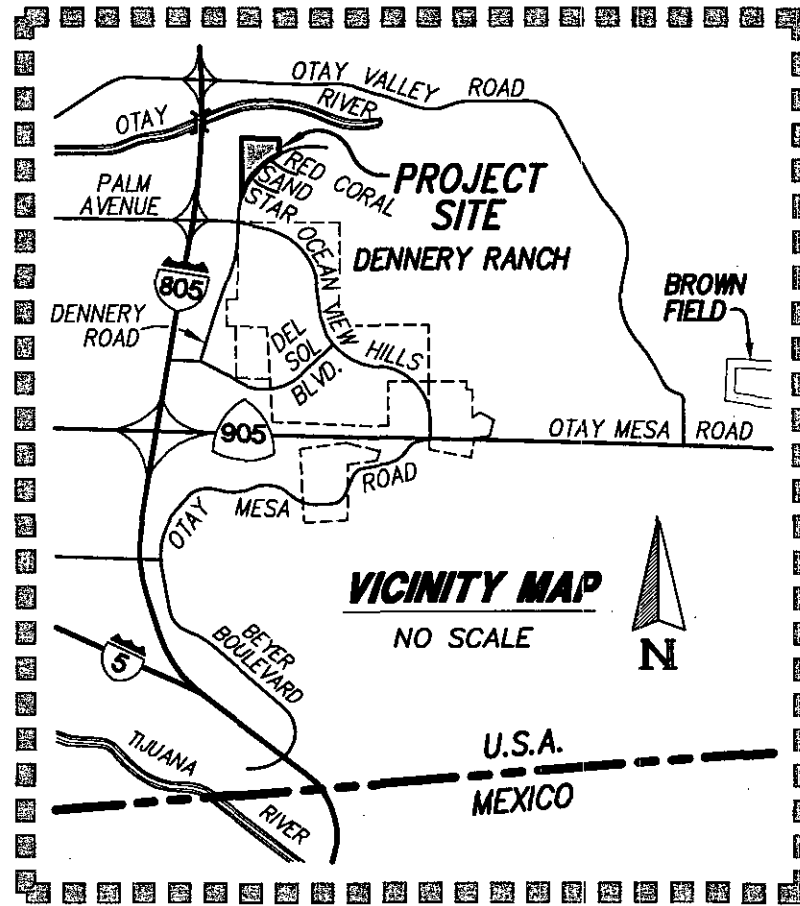 OTAY VALLEY ROAD
OTAY RIVER
PALM
AVENUE
RED CORAL
SAND
STAR
PROJECT
SITE
DENNERY RANCH
OCEAN VIEW
HILLS
805
DENNERY
ROAD
DEL
SOL
BLVD.
BROWN
FIELD
905
OTAY MESA ROAD
OTAY MESA ROAD
VICINITY MAP
NO SCALE
N
BEYER
BOULEVARD
5
TIJUANA
RIVER
U.S.A.
MEXICO